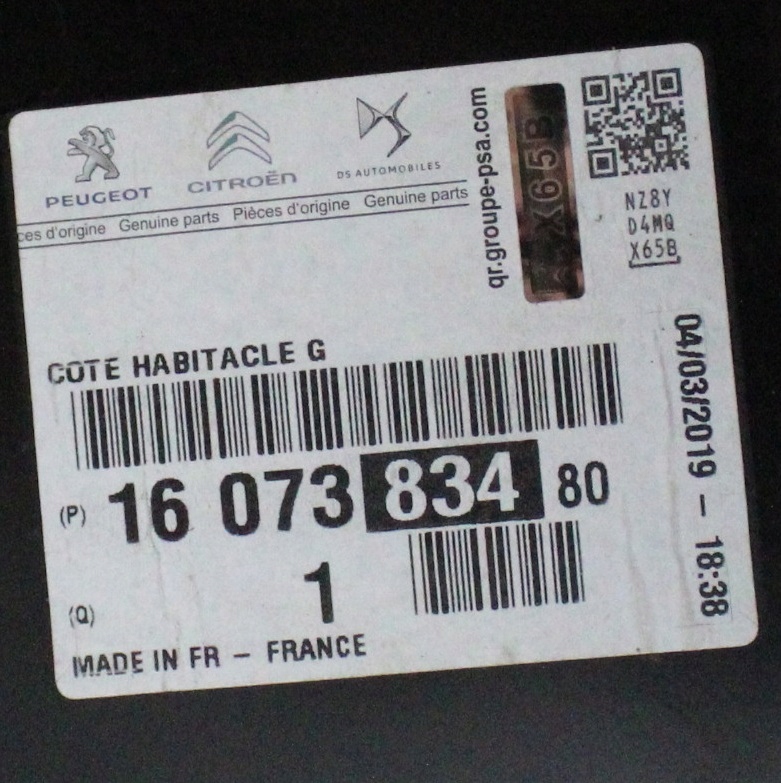 PEUGEOT
CITROËN
DS AUTOMOBILES
ces d'origine Genuine parts Pièces d'origine Genuine parts
qr.groupe-psa.com
X65B
NZ8Y
D4MQ
X65B
COTE HABITACLE G
(P) 16 073 834 80
(Q) 1
MADE IN FR – FRANCE
04/03/2019 – 18:38